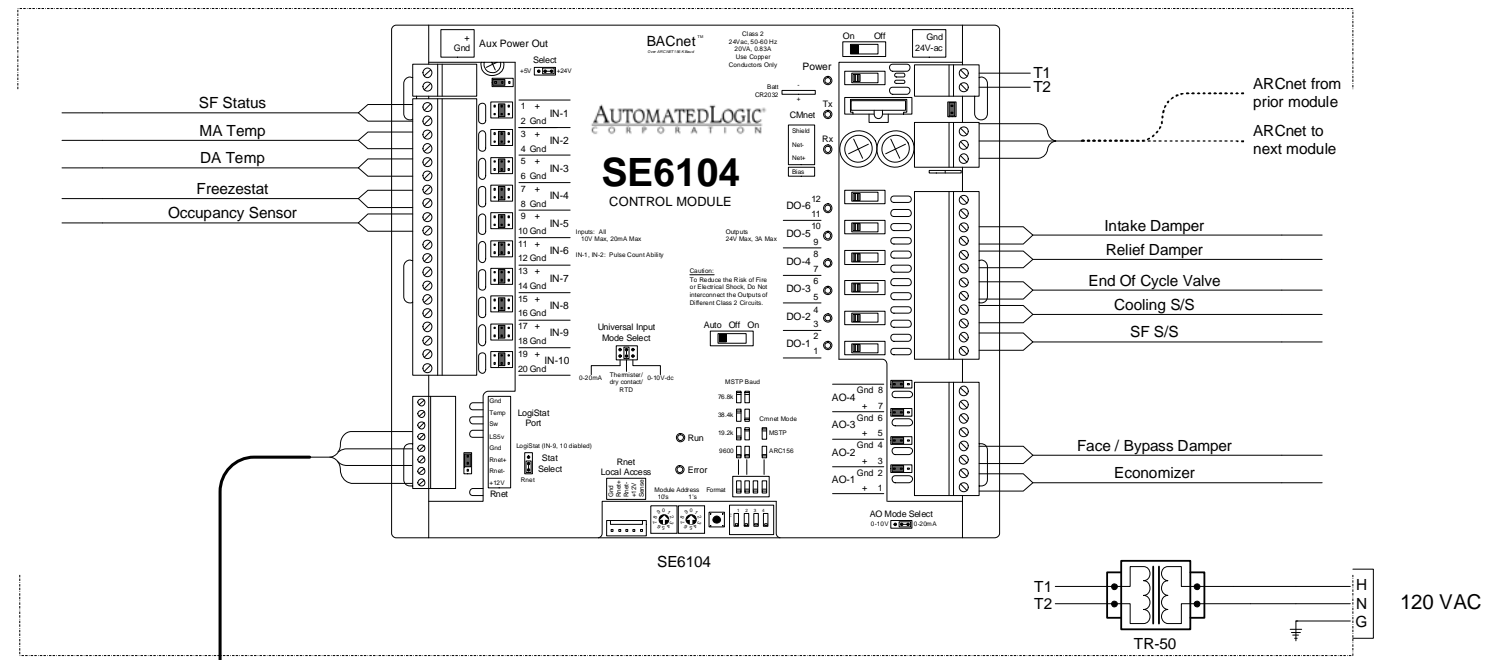 +
Gnd
Aux Power Out
Select
+5V +24V
BACnet™
Class 2
24Vac, 50-60 Hz
20VA, 0.83A
Use Copper
Conductors Only
On Off
Gnd
24V-ac
Power
Batt
CR2032
-
+
Tx
CMnet
Rx
Shield
Net-
Net+
Bias
T1
T2
ARCnet from
prior module
ARCnet to
next module
SF Status
MA Temp
DA Temp
Freezestat
Occupancy Sensor
1 +
2 Gnd
IN-1
3 +
4 Gnd
IN-2
5 +
6 Gnd
IN-3
7 +
8 Gnd
IN-4
9 +
10 Gnd
IN-5
11 +
12 Gnd
IN-6
13 +
14 Gnd
IN-7
15 +
16 Gnd
IN-8
17 +
18 Gnd
IN-9
19 +
20 Gnd
IN-10
AUTOMATEDLOGIC
CORPORATION
SE6104
CONTROL MODULE
Inputs: All
10V Max, 20mA Max
IN-1, IN-2: Pulse Count Ability
Outputs
24V Max, 3A Max
Caution:
To Reduce the Risk of Fire
or Electrical Shock, Do Not
interconnect the Outputs of
Different Class 2 Circuits.
Auto Off On
Universal Input
Mode Select
0-20mA
Thermister/
dry contact/
RTD
0-10V-dc
DO-6 12
11
DO-5 10
9
DO-4 8
7
DO-3 6
5
DO-2 4
3
DO-1 2
1
Intake Damper
Relief Damper
End Of Cycle Valve
Cooling S/S
SF S/S
Gnd 8
AO-4
+ 7
Gnd 6
AO-3
+ 5
Gnd 4
AO-2
+ 3
Gnd 2
AO-1
+ 1
AO Mode Select
0-10V 0-20mA
Face / Bypass Damper
Economizer
Gnd
Temp
Sw
LS5v
Gnd
Rnet+
Rnet-
+12V
Rnet
LogiStat
Port
LogiStat (IN-9, 10 diabled)
Stat
Select
Rnet
MSTP Baud
76.8k
38.4k
19.2k
9600
Cmnet Mode
MSTP
ARC156
Run
Error
Rnet
Local Access
Gnd
Rnet+
Rnet-
+12V
Sense
Module Address
10's 1's
Format
1 2 3 4
SE6104
T1
T2
TR-50
H
N
G
120 VAC